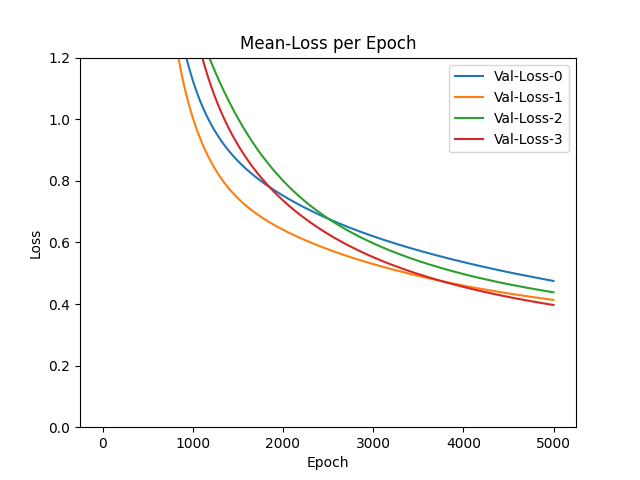 Mean-Loss per Epoch
1.2
1.0
0.8
0.6
0.4
0.2
0.0
Loss
Val-Loss-0
Val-Loss-1
Val-Loss-2
Val-Loss-3
0 1000 2000 3000 4000 5000
Epoch